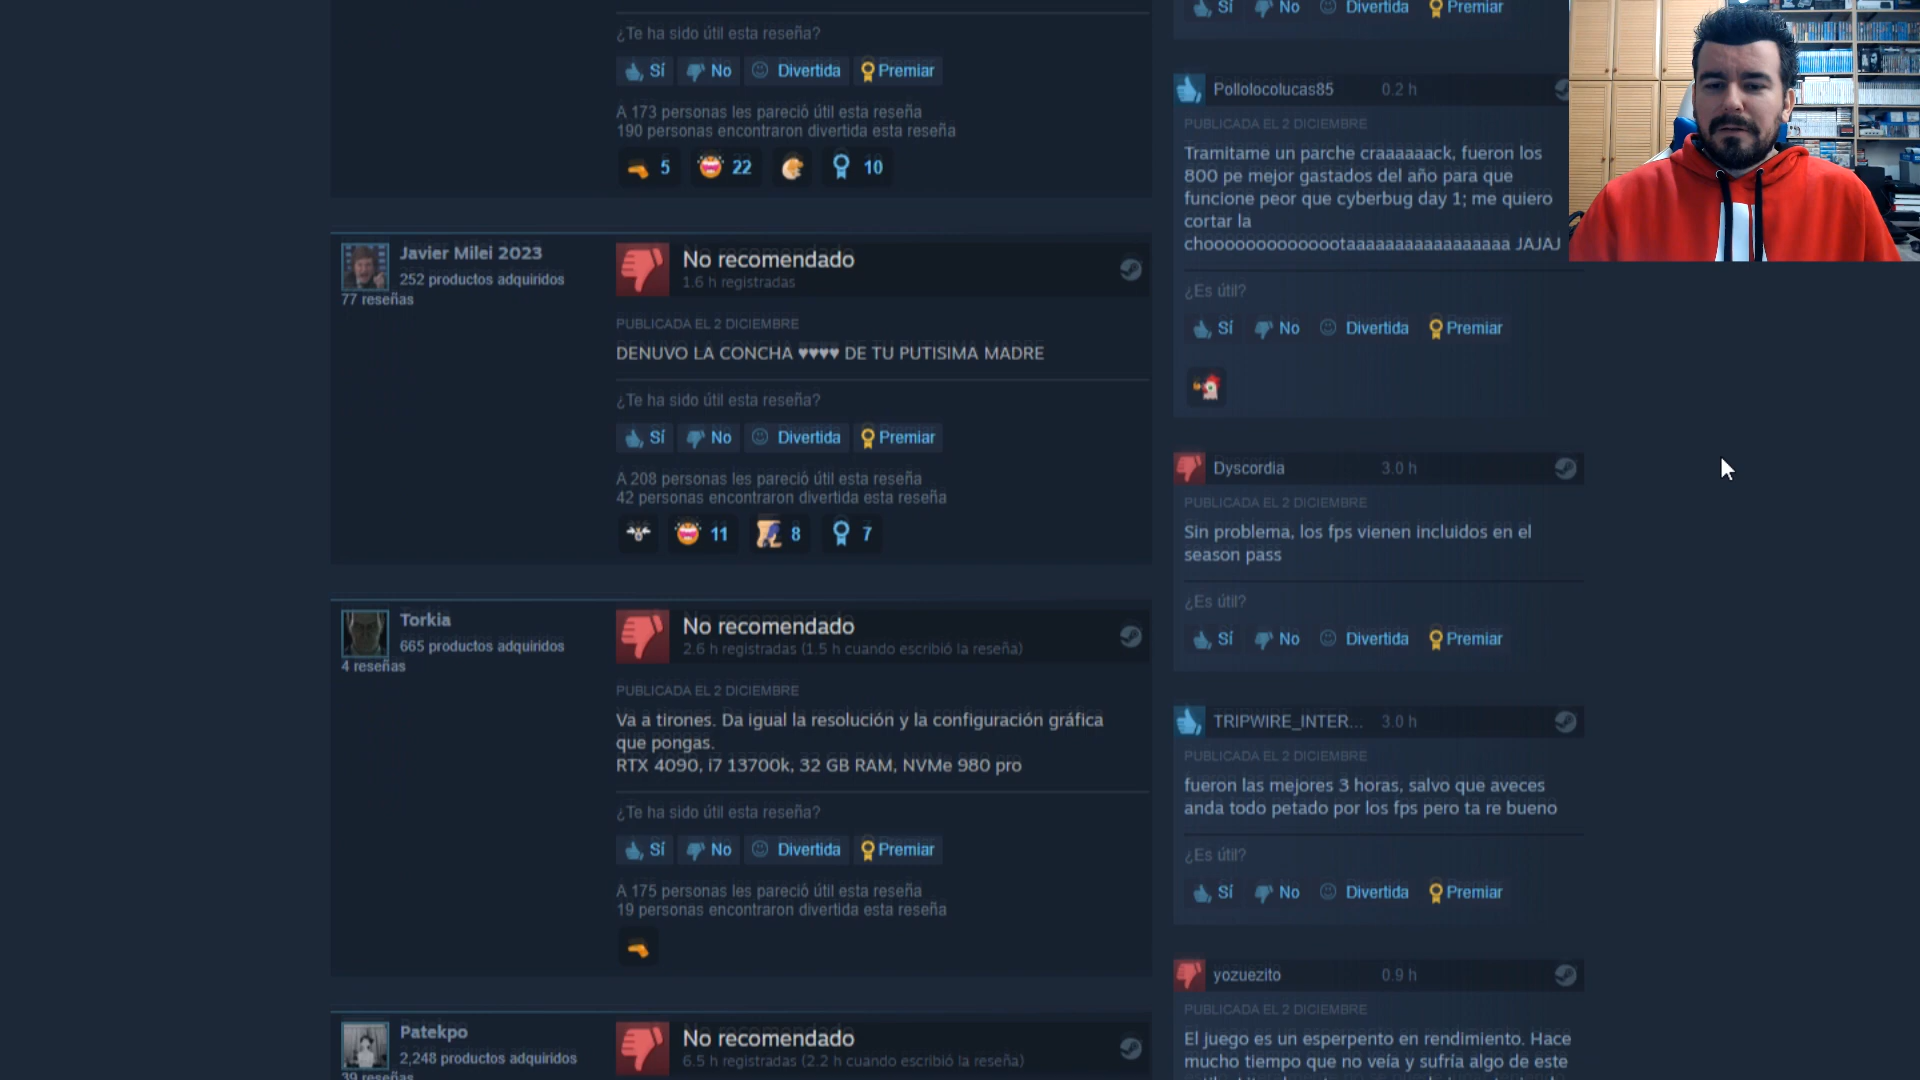 ¿Te ha sido útil esta reseña?
Sí No Divertida Premiar
A 173 personas les pareció útil esta reseña
190 personas encontraron divertida esta reseña
5 22 10
Javier Milei 2023
252 productos adquiridos
77 reseñas
No recomendado
1.6 h registradas
PUBLICADA EL 2 DICIEMBRE
DENUVO LA CONCHA ♥♥♥♥ DE TU PUTISIMA MADRE
¿Te ha sido útil esta reseña?
Sí No Divertida Premiar
A 208 personas les pareció útil esta reseña
42 personas encontraron divertida esta reseña
11 8 7
Torkia
665 productos adquiridos
4 reseñas
No recomendado
2.6 h registradas (1.5 h cuando escribió la reseña)
PUBLICADA EL 2 DICIEMBRE
Va a tirones. Da igual la resolución y la configuración gráfica
que pongas.
RTX 4090, i7 13700k, 32 GB RAM, NVMe 980 pro
¿Te ha sido útil esta reseña?
Sí No Divertida Premiar
A 175 personas les pareció útil esta reseña
19 personas encontraron divertida esta reseña
Patekpo
2,248 productos adquiridos
39 reseñas
No recomendado
6.5 h registradas (2.2 h cuando escribió la reseña)
Sí No Divertida Premiar
Pollolocolucas85 0.2 h
PUBLICADA EL 2 DICIEMBRE
Tramitame un parche craaaaaack, fueron los
800 pe mejor gastados del año para que
funcione peor que cyberbug day 1; me quiero
cortar la
chooooooooooooootaaaaaaaaaaaaaaaaa JAJAJ
¿Es útil?
Sí No Divertida Premiar
Dyscordia 3.0 h
PUBLICADA EL 2 DICIEMBRE
Sin problema, los fps vienen incluidos en el
season pass
¿Es útil?
Sí No Divertida Premiar
TRIPWIRE_INTER... 3.0 h
PUBLICADA EL 2 DICIEMBRE
fueron las mejores 3 horas, salvo que aveces
anda todo petado por los fps pero ta re bueno
¿Es útil?
Sí No Divertida Premiar
yozuezito 0.9 h
PUBLICADA EL 2 DICIEMBRE
El juego es un esperpento en rendimiento. Hace
mucho tiempo que no veía y sufría algo de este